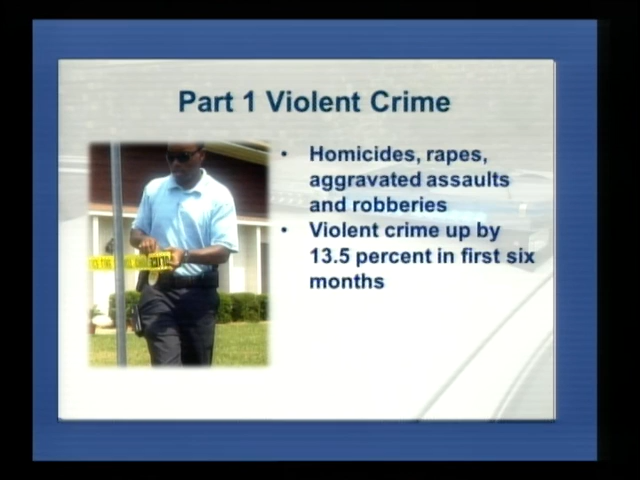 Part 1 Violent Crime
• Homicides, rapes,
aggravated assaults
and robberies
• Violent crime up by
13.5 percent in first six
months
POLICE